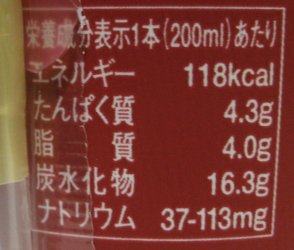 栄養成分表示1本(200ml)あたり
エネルギー 118kcal
たんぱく質 4.3g
脂質 4.0g
炭水化物 16.3g
ナトリウム 37-113mg